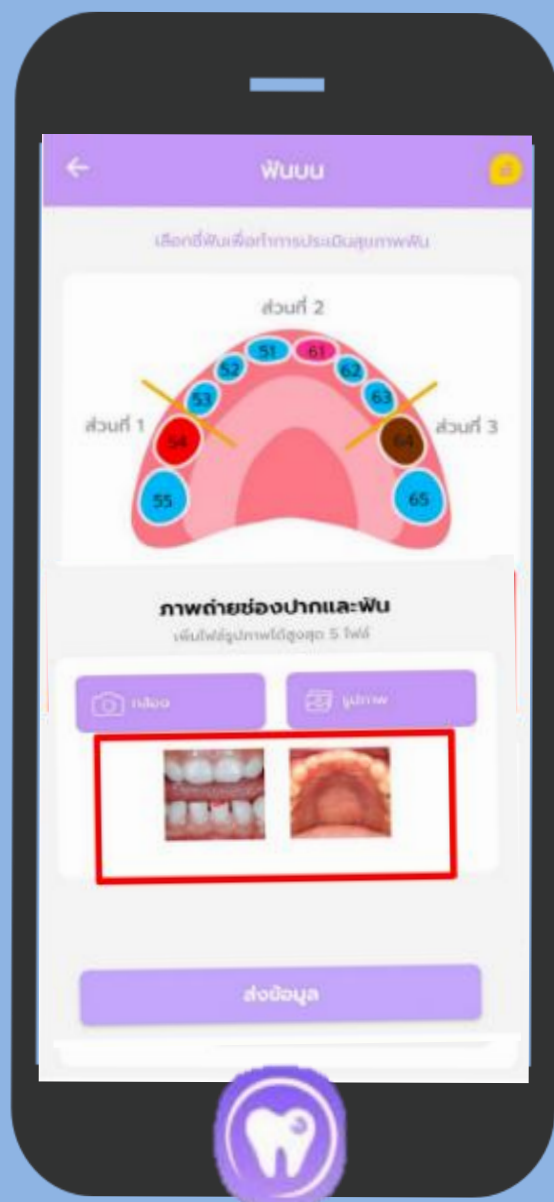 ฟันบน
เลือกซี่ฟันเพื่อทำการประเมินสุขภาพฟัน
ส่วนที่ 2
51 61
52 62
53 63
ส่วนที่ 1 ส่วนที่ 3
54 64
55 65
ภาพถ่ายช่องปากและฟัน
เพิ่มไฟล์รูปภาพได้สูงสุด 5 ไฟล์
กล้อง รูปภาพ
ส่งข้อมูล